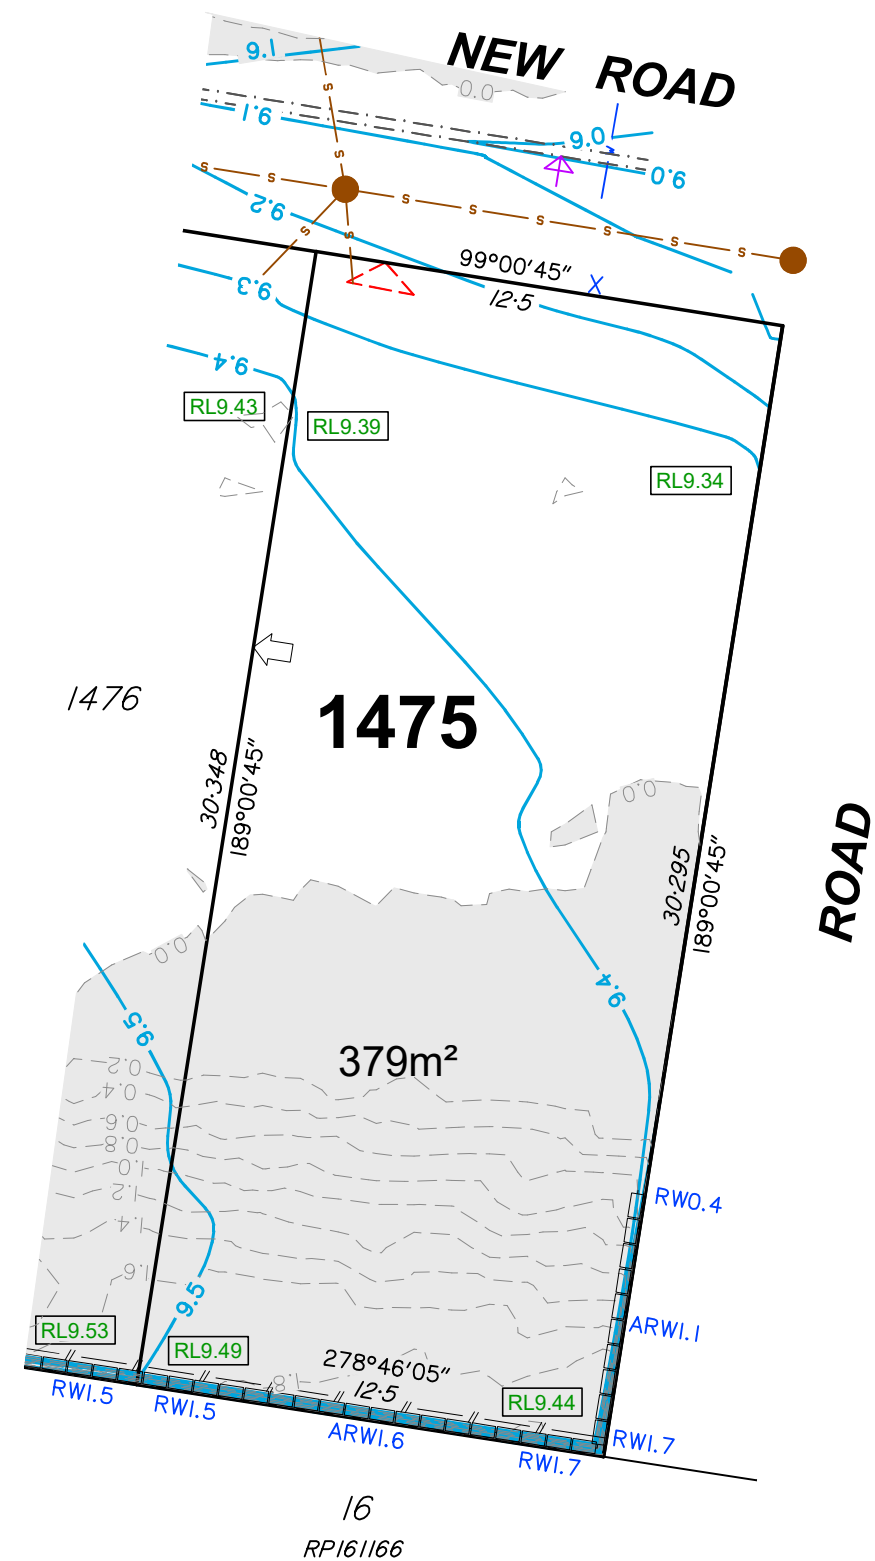 NEW ROAD
9.1
0.0
9.1
9.0
9.0
s
s
s
s
s
s
s
s
s
s
9.2
99°00'45"
12·5
X
9.3
9.4
RL9.43
RL9.39
RL9.34
1476
1475
30·348
189°00'45"
0.0
30·295
189°00'45"
ROAD
0.0
9.4
9.5
379m²
0.2
0.4
0.6
0.8
1.0
1.2
1.4
1.6
RW0.4
9.5
ARW1.1
RL9.53
RL9.49
278°46'05"
12·5
1.8
RL9.44
RW1.5
RW1.5
ARW1.6
RW1.7
RW1.7
16
RP161166